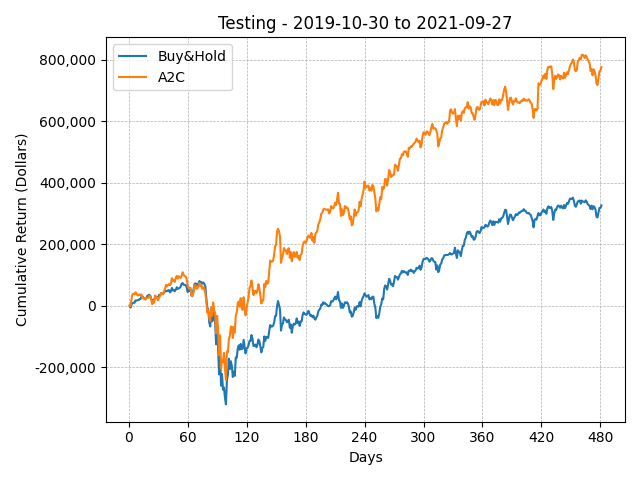 Testing - 2019-10-30 to 2021-09-27
Buy&Hold
A2C
Cumulative Return (Dollars)
800,000
600,000
400,000
200,000
0
-200,000
0 60 120 180 240 300 360 420 480
Days